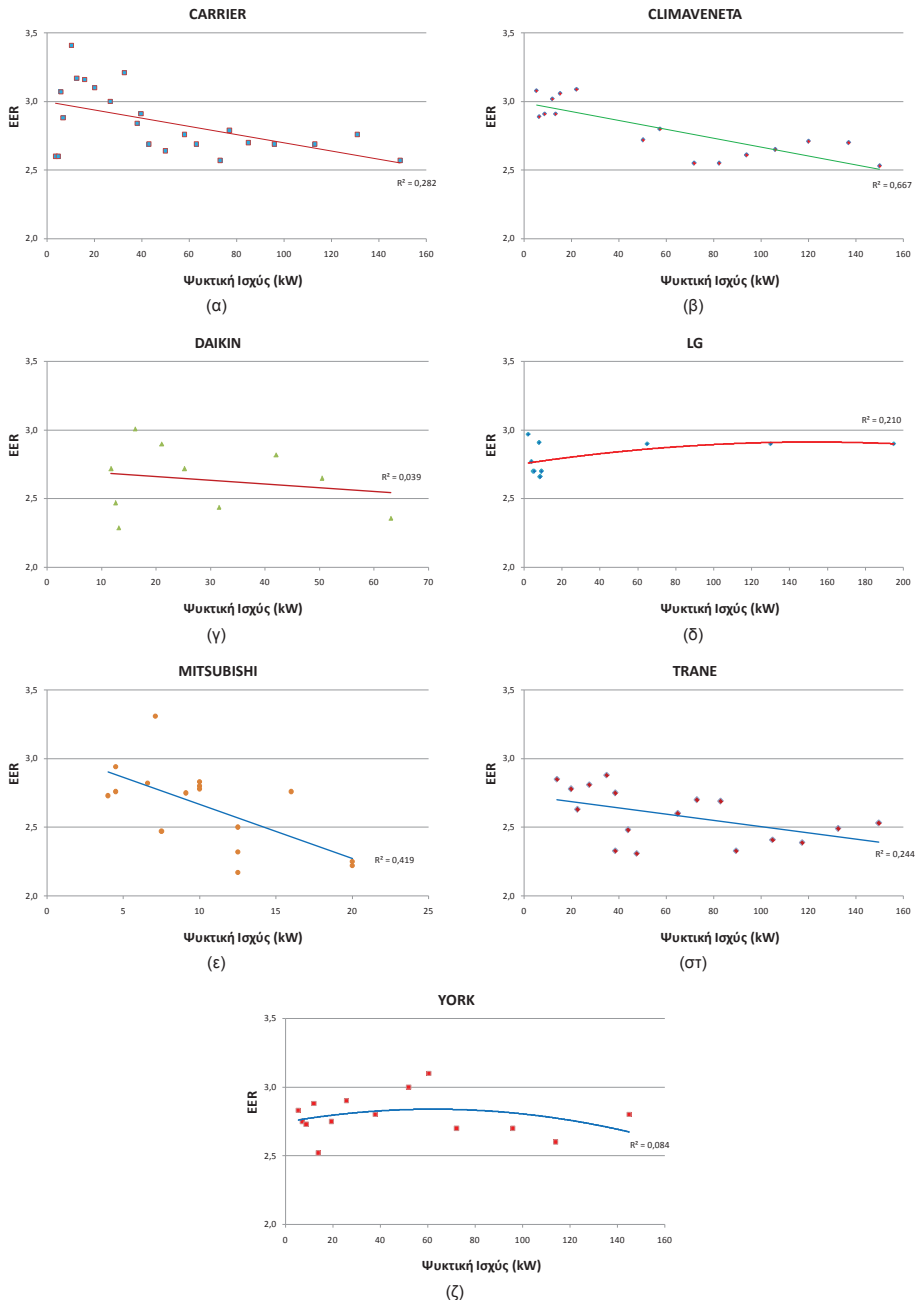 CARRIER
3,5
3,0
2,5
2,0
EER
R² = 0,282
0 20 40 60 80 100 120 140 160
Ψυκτική Ισχύς (kW)
(α)
CLIMAVENETA
3,5
3,0
2,5
2,0
EER
R² = 0,667
0 20 40 60 80 100 120 140 160
Ψυκτική Ισχύς (kW)
(β)
DAIKIN
3,5
3,0
2,5
2,0
EER
R² = 0,039
0 10 20 30 40 50 60 70
Ψυκτική Ισχύς (kW)
(γ)
LG
3,5
3,0
2,5
2,0
EER
R² = 0,210
0 20 40 60 80 100 120 140 160 180 200
Ψυκτική Ισχύς (kW)
(δ)
MITSUBISHI
3,5
3,0
2,5
2,0
EER
R² = 0,419
0 5 10 15 20 25
Ψυκτική Ισχύς (kW)
(ε)
TRANE
3,5
3,0
2,5
2,0
EER
R² = 0,244
0 20 40 60 80 100 120 140 160
Ψυκτική Ισχύς (kW)
(στ)
YORK
3,5
3,0
2,5
2,0
EER
R² = 0,084
0 20 40 60 80 100 120 140 160
Ψυκτική Ισχύς (kW)
(ζ)